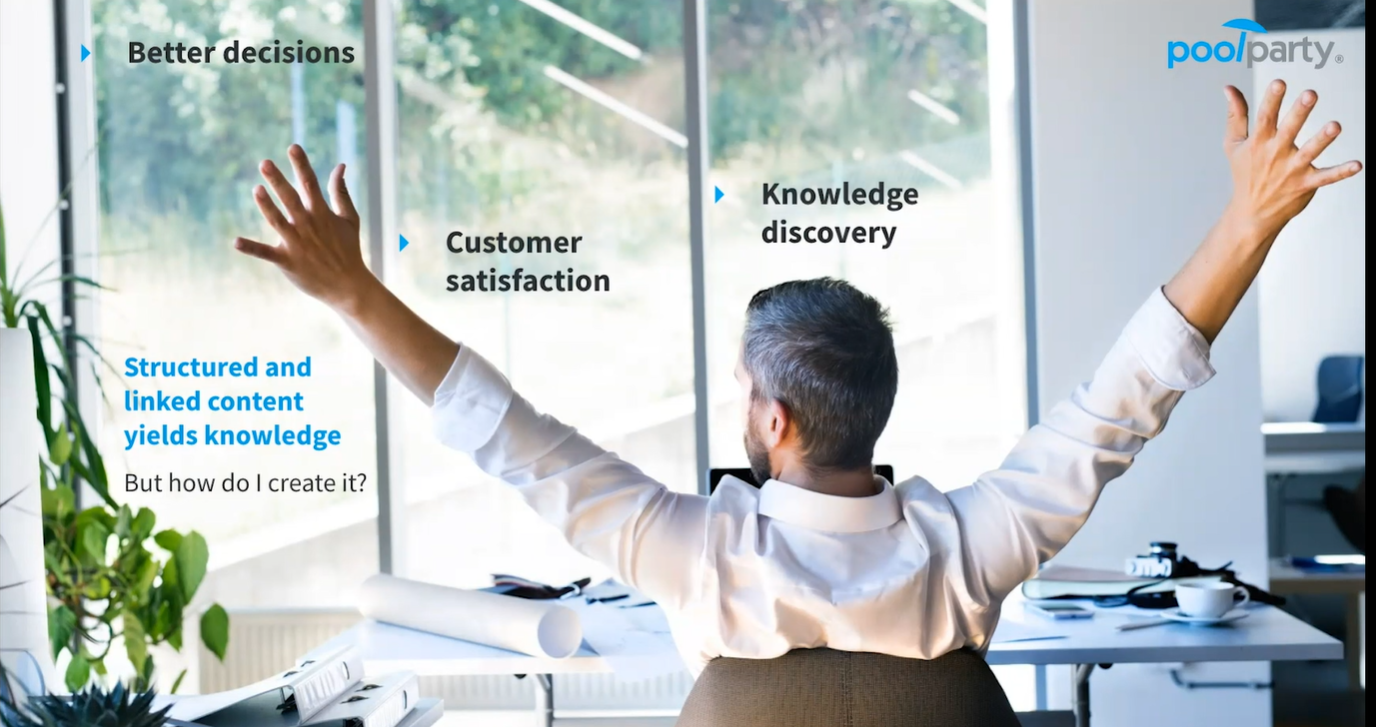 Better decisions
poolparty®
Knowledge
discovery
Customer
satisfaction
Structured and
linked content
yields knowledge
But how do I create it?